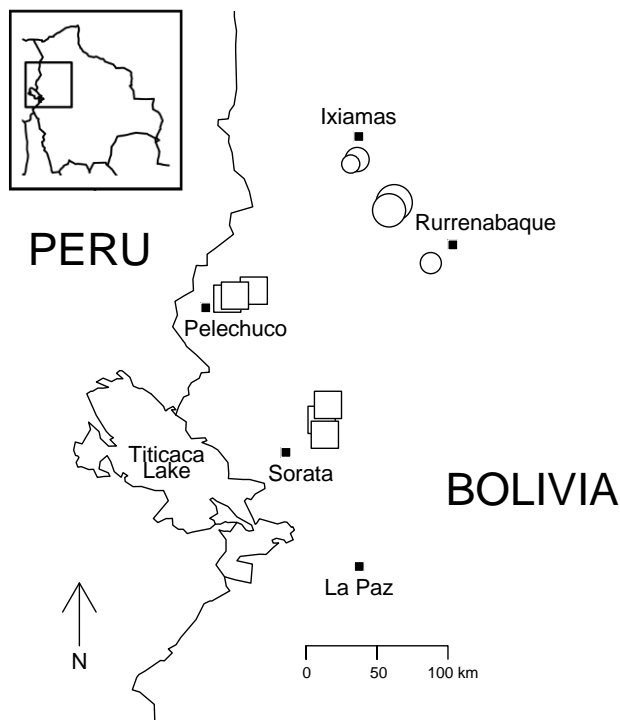 Ixiamas
Rurrenabaque
PERU
Pelechuco
Titicaca
Lake
Sorata
BOLIVIA
La Paz
N
0 50 100 km